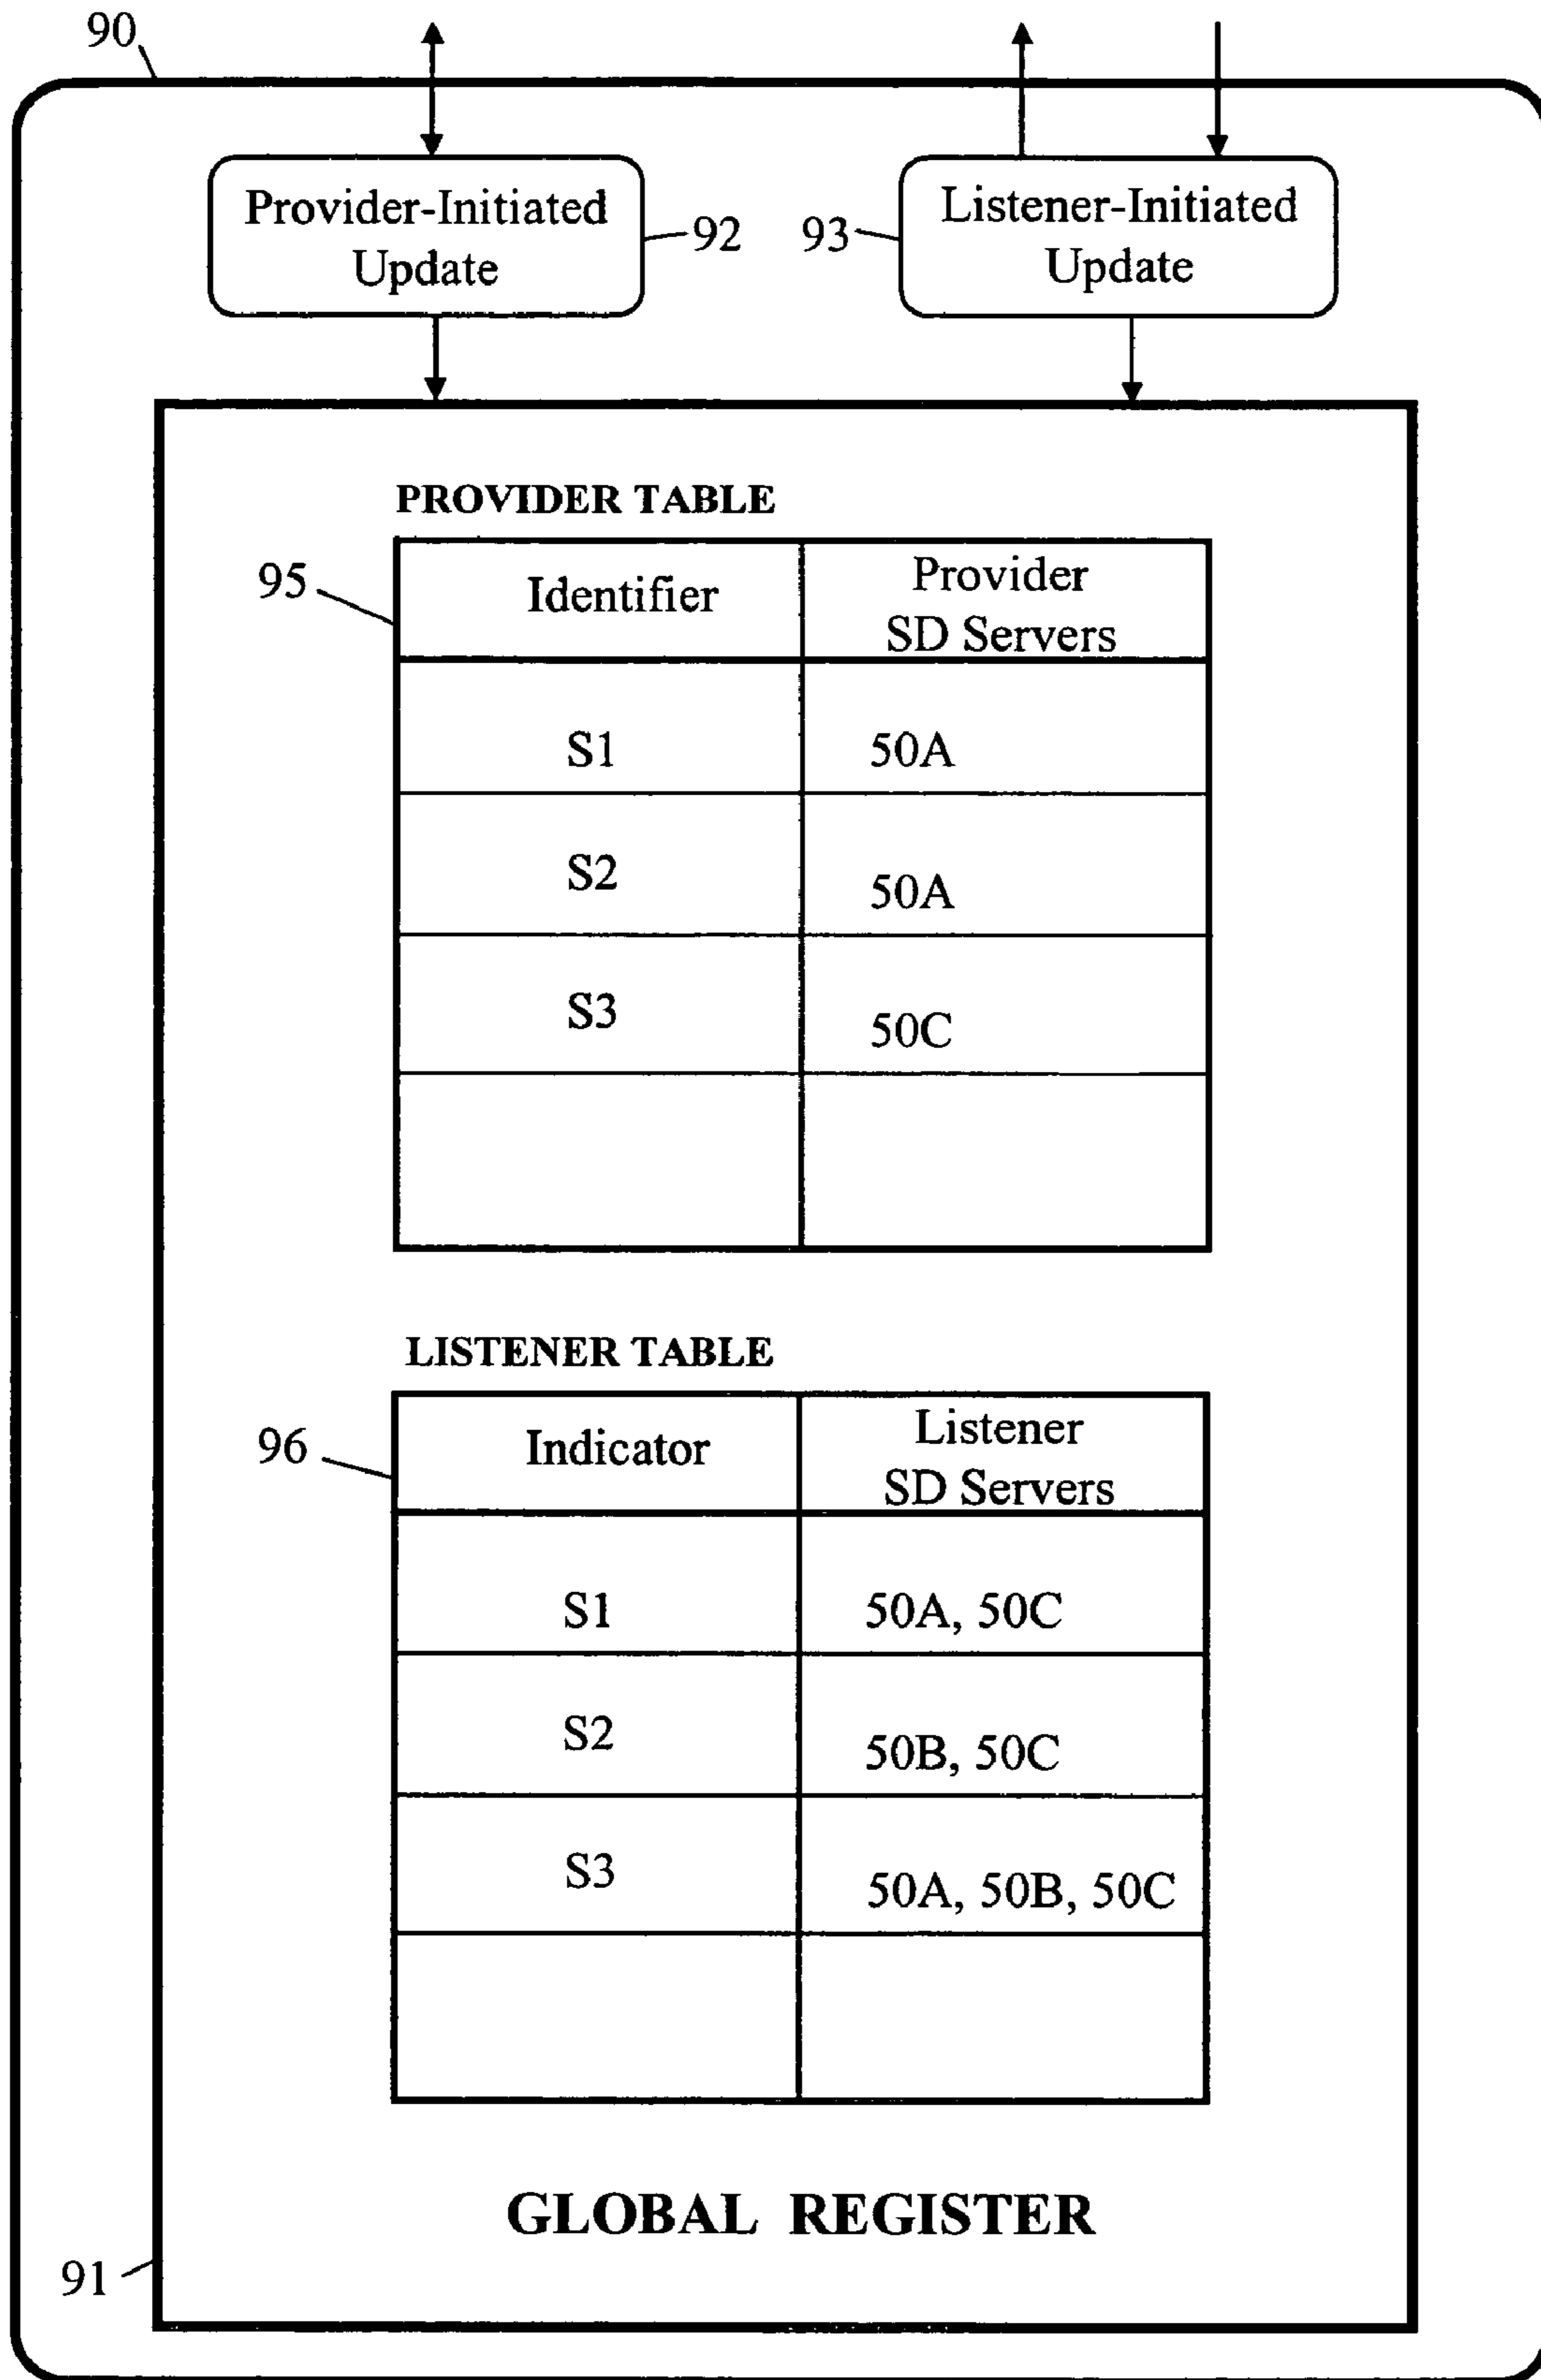 90
Provider-Initiated
Update
92
93
Listener-Initiated
Update
PROVIDER TABLE
95
Identifier
Provider
SD Servers
S1
50A
S2
50A
S3
50C
LISTENER TABLE
96
Indicator
Listener
SD Servers
S1
50A, 50C
S2
50B, 50C
S3
50A, 50B, 50C
GLOBAL REGISTER
91